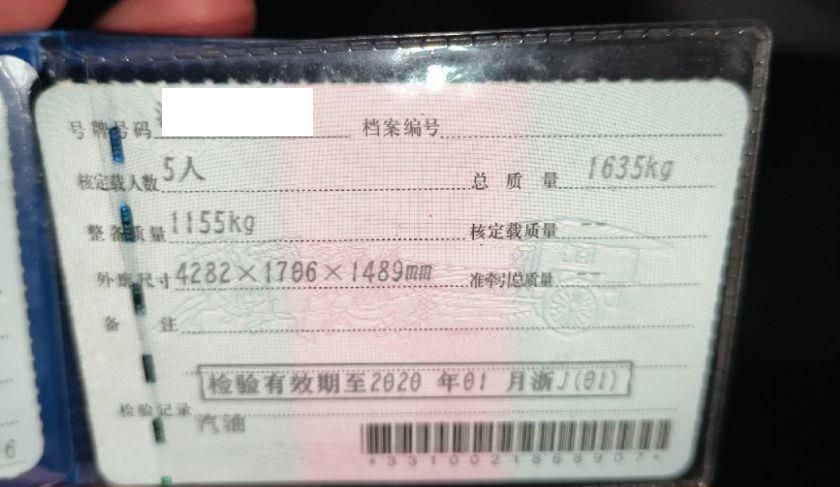 号牌号码 档案编号
核定载人数 5人 总质量 1635kg
整备质量 1155kg 核定载质量 --
外廓尺寸 4282×1706×1489mm 准牵引总质量 --
备注
检验有效期至2020年01月浙J(01)
检验记录
汽油
*3310021868907*
6